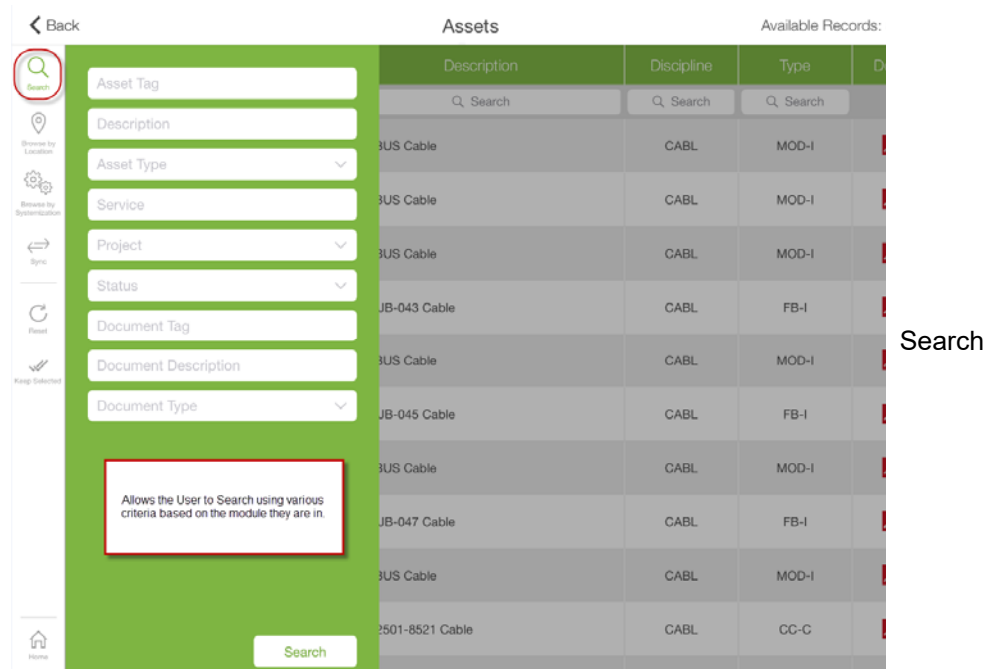 Back
Assets
Available Records:
Search
Browse by
Location
Browse by
Systemization
Sync
Reset
Keep Selected
Home
Asset Tag
Description
Asset Type
Service
Project
Status
Document Tag
Document Description
Document Type
Allows the User to Search using various
criteria based on the module they are in.
Search
Description Discipline Type D
Search Search Search
BUS Cable CABL MOD-I
BUS Cable CABL MOD-I
BUS Cable CABL MOD-I
JB-043 Cable CABL FB-I
BUS Cable CABL MOD-I
JB-045 Cable CABL FB-I
BUS Cable CABL MOD-I
JB-047 Cable CABL FB-I
BUS Cable CABL MOD-I
2501-8521 Cable CABL CC-C
Search